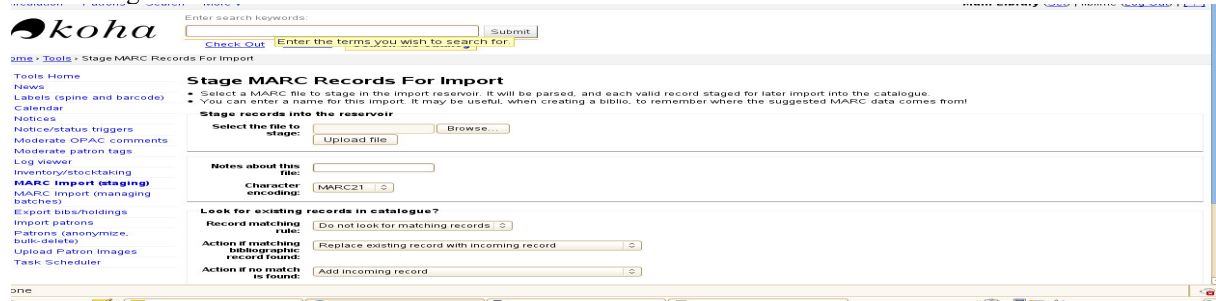 Enter search keywords:
koha
Submit
Check Out
Enter the terms you wish to search for.
Tools › Stage MARC Records For Import
Tools Home
News
Labels (spine and barcode)
Calendar
Notices
Notice/status triggers
Moderate OPAC comments
Moderate patron tags
Log viewer
Inventory/stocktaking
MARC Import (staging)
MARC Import (managing
batches)
Export bibs/holdings
Import patrons
Patrons (anonymize,
bulk-delete)
Upload Patron Images
Task Scheduler
Stage MARC Records For Import
• Select a MARC file to stage in the import reservoir. It will be parsed, and each valid record staged for later import into the catalogue.
• You can enter a name for this import. It may be useful, when creating a biblio, to remember where the suggested MARC data comes from!
Stage records into the reservoir
Select the file to
stage:
Browse...
Upload file
Notes about this
file:
Character
encoding:
MARC21
Look for existing records in catalogue?
Record matching
rule:
Do not look for matching records
Action if matching
bibliographic
record found:
Replace existing record with incoming record
Action if no match
is found:
Add incoming record
one